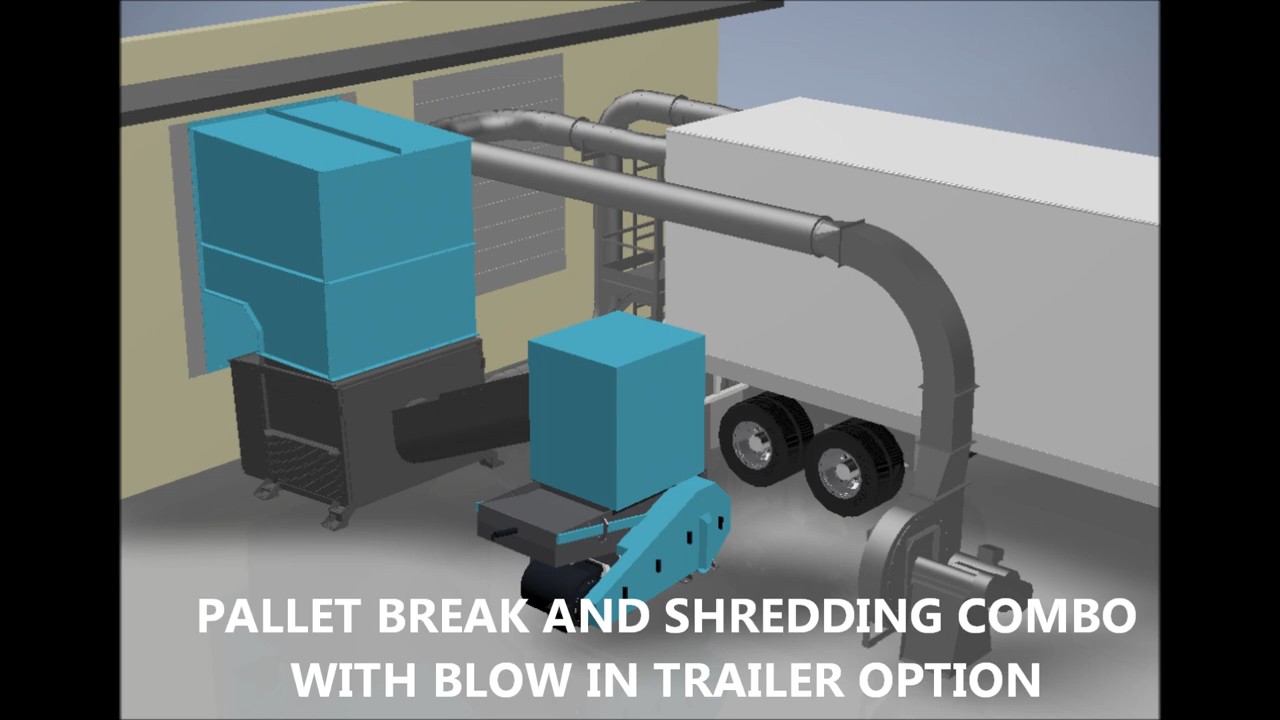 PALLET BREAK AND SHREDDING COMBO
WITH BLOW IN TRAILER OPTION